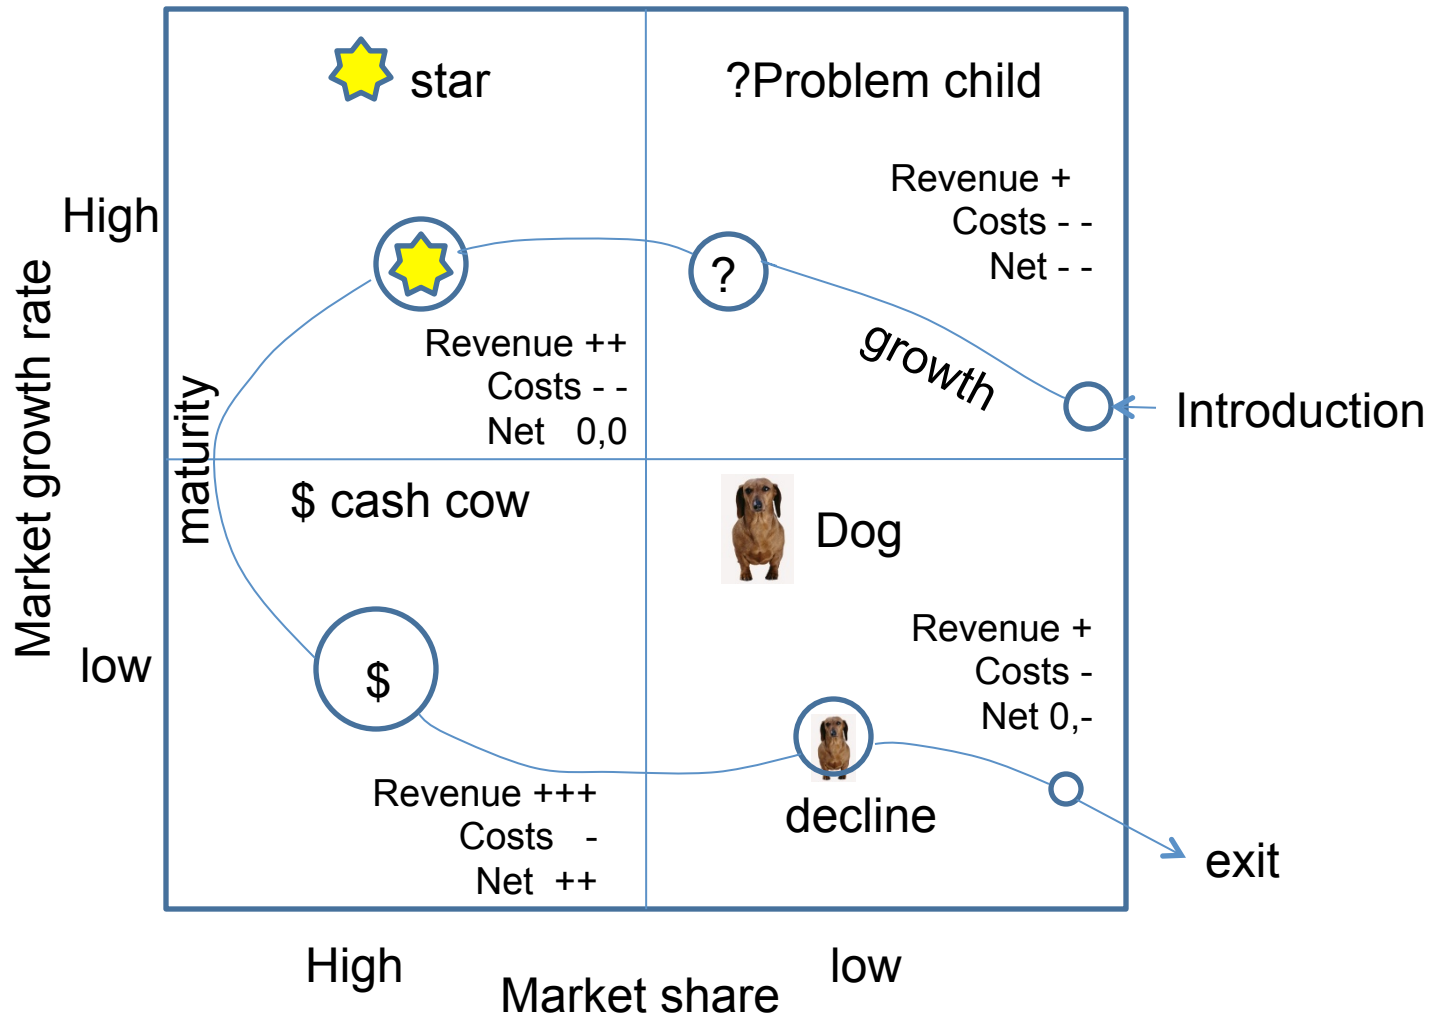 star
?Problem child
Revenue +
Costs - -
Net - -
High
?
Revenue ++
Costs - -
Net 0,0
growth
Introduction
Market growth rate
maturity
$ cash cow
Dog
low
$
Revenue +
Costs -
Net 0,-
decline
Revenue +++
Costs -
Net ++
exit
High
low
Market share